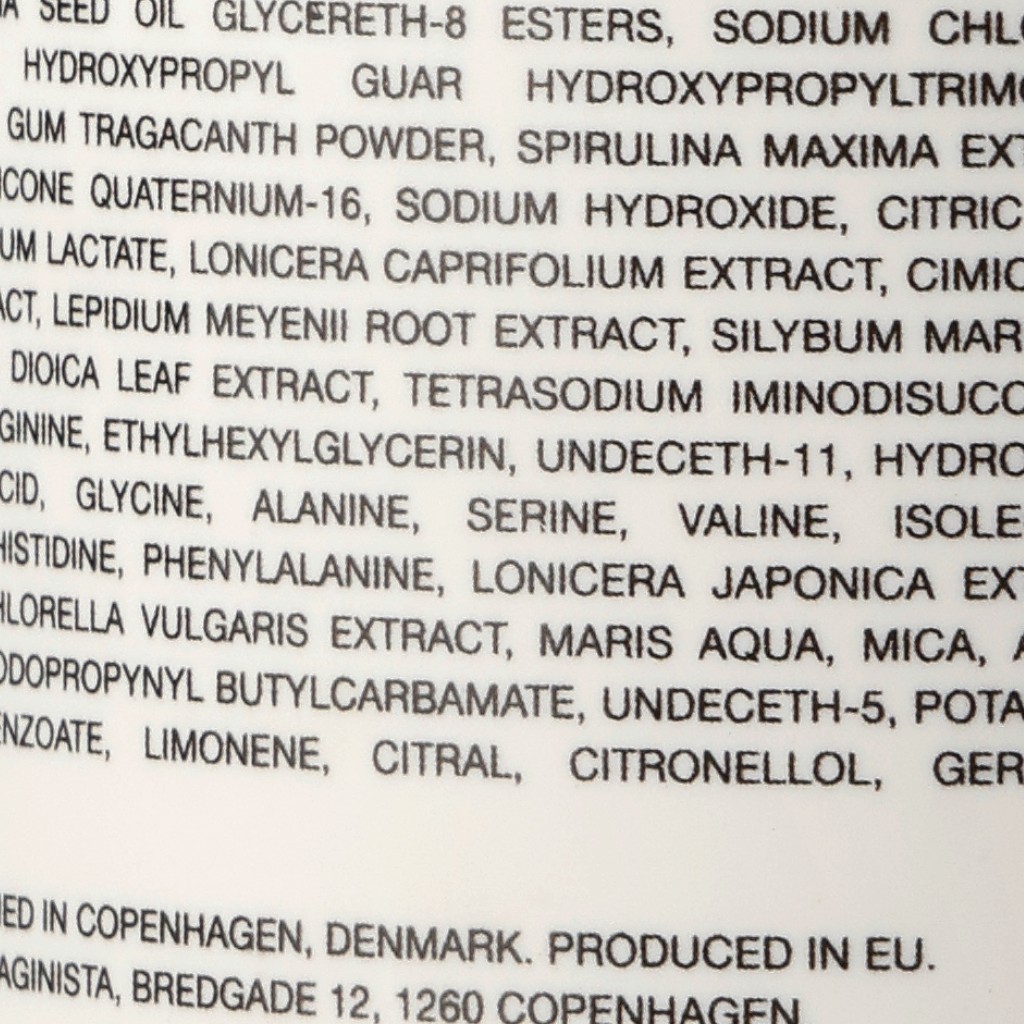 SEED OIL GLYCERETH-8 ESTERS, SODIUM
HYDROXYPROPYL GUAR
GUM TRAGACANTH POWDER, SPIRULINA MAXIMA
QUATERNIUM-16, SODIUM HYDROXIDE, CITRIC
LACTATE, LONICERA CAPRIFOLIUM EXTRACT,
LEPIDIUM MEYENII ROOT EXTRACT, SILYBUM
DIOICA LEAF EXTRACT, TETRASODIUM
ETHYLHEXYLGLYCERIN, UNDECETH-11,
GLYCINE, ALANINE, SERINE, VALINE,
HISTIDINE, PHENYLALANINE, LONICERA JAPONICA
VULGARIS EXTRACT, MARIS AQUA, MICA,
BUTYLCARBAMATE, UNDECETH-5,
LIMONENE, CITRAL, CITRONELLOL,
IN COPENHAGEN, DENMARK. PRODUCED IN EU.
BREDGADE 12, 1260 COPENHAGEN